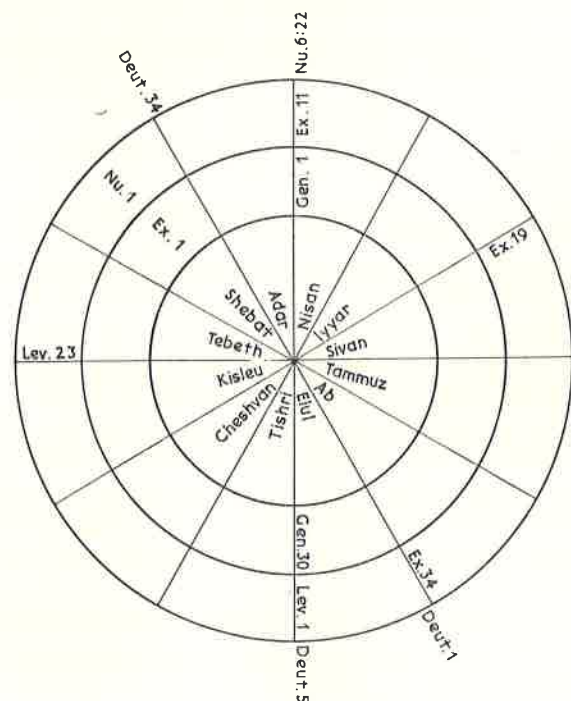 Nu.6:22
Ex.11
Gen. 1
Deut.34
Nu.1
Ex.1
Ex.19
Lev. 23
Nisan
Iyyar
Sivan
Tammuz
Ab
Elul
Tishri
Cheshvan
Kisleu
Tebeth
Shebat
Adar
Gen.30
Lev. 1
Deut.5
Ex.34
Deut.1